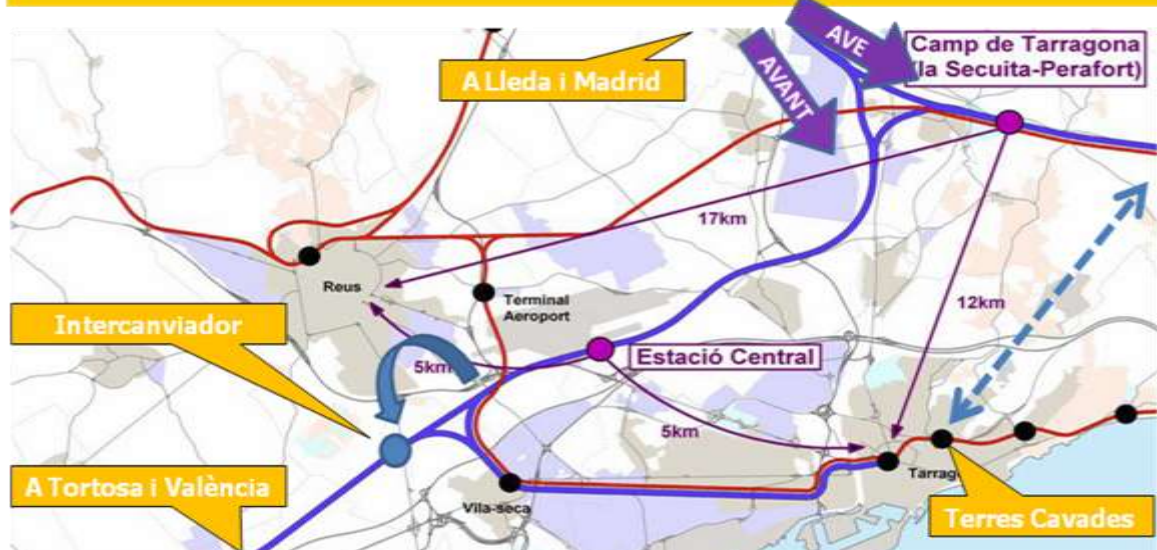 AVE
AVANT
Camp de Tarragona
(la Secuita-Perafort)
A Lleda i Madrid
17km
Reus
Terminal
Aeroport
12km
Intercanviador
Estació Central
5km
5km
A Tortosa i València
Vila-seca
Tarrag
Terres Cavades